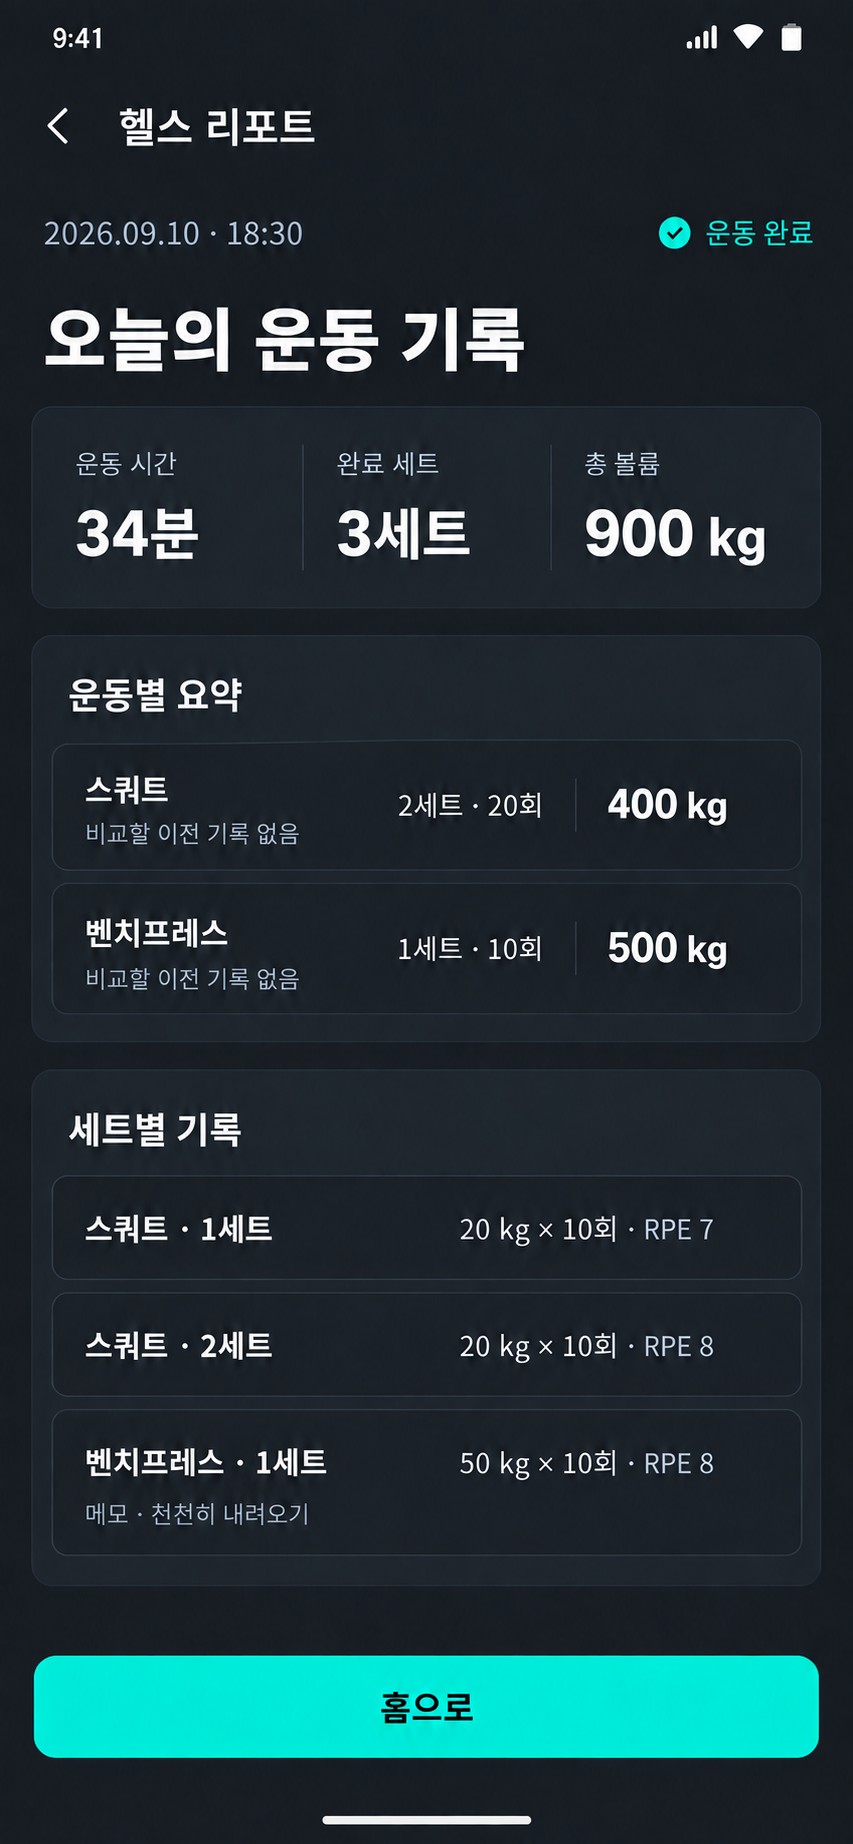 9:41
헬스 리포트
2026.09.10 · 18:30
운동 완료
오늘의 운동 기록
운동 시간
34분
완료 세트
3세트
총 볼륨
900 kg
운동별 요약
스쿼트
비교할 이전 기록 없음
2세트 · 20회
400 kg
벤치프레스
비교할 이전 기록 없음
1세트 · 10회
500 kg
세트별 기록
스쿼트 · 1세트
20 kg × 10회 · RPE 7
스쿼트 · 2세트
20 kg × 10회 · RPE 8
벤치프레스 · 1세트
50 kg × 10회 · RPE 8
메모 · 천천히 내려오기
홈으로